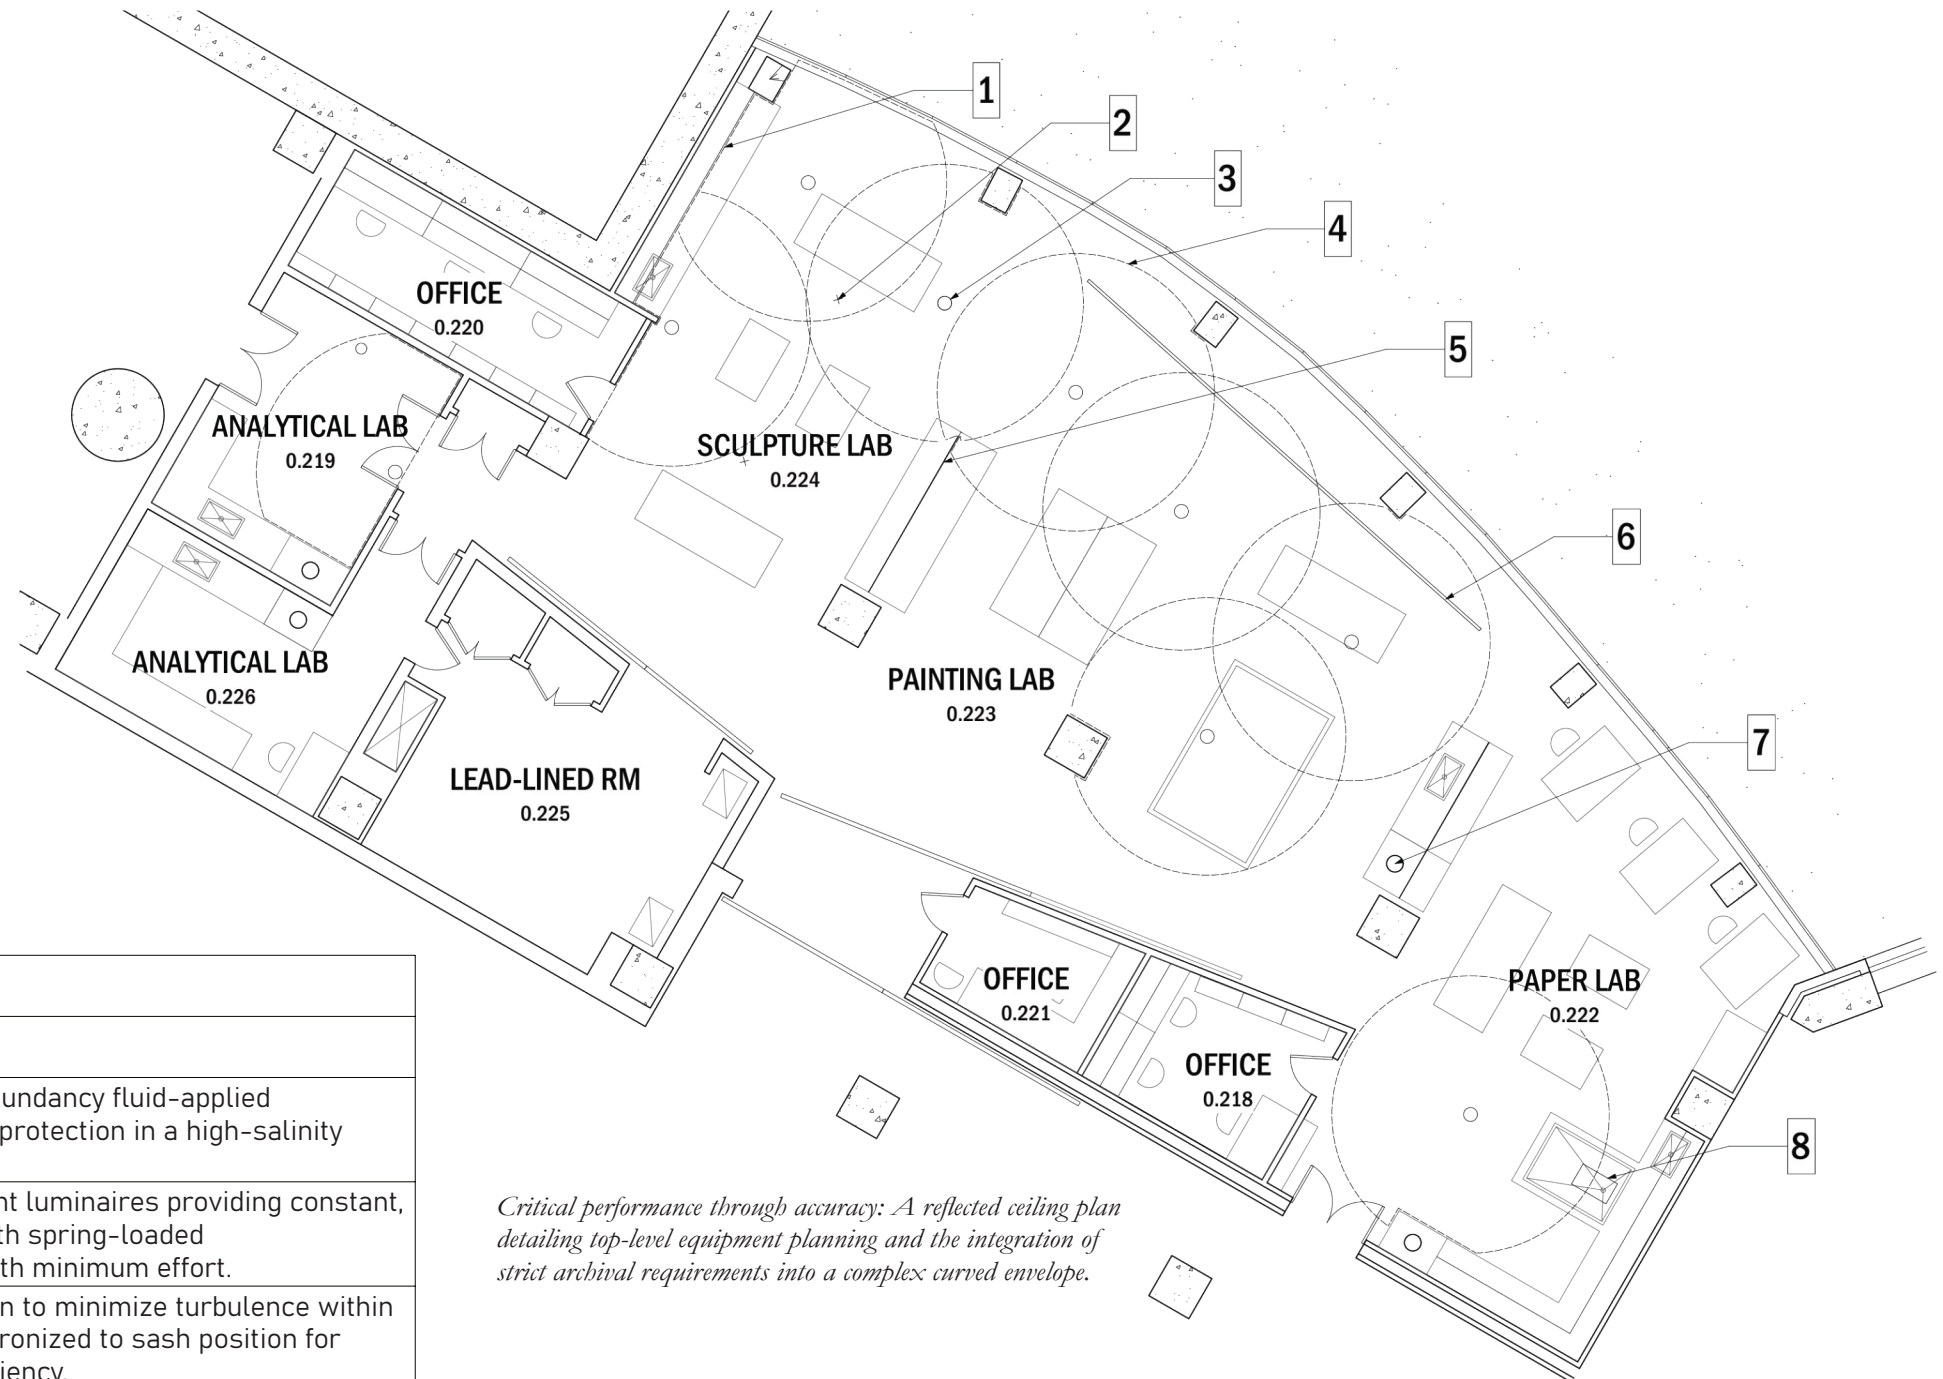 1
2
3
4
5
6
7
8
OFFICE
0.220
ANALYTICAL LAB
0.219
SCULPTURE LAB
0.224
ANALYTICAL LAB
0.226
PAINTING LAB
0.223
LEAD-LINED RM
0.225
OFFICE
0.221
PAPER LAB
0.222
OFFICE
0.218
undancy fluid-applied
protection in a high-salinity
nt luminaires providing constant,
th spring-loaded
th minimum effort.
n to minimize turbulence within
ronized to sash position for
iency.
Critical performance through accuracy: A reflected ceiling plan
detailing top-level equipment planning and the integration of
strict archival requirements into a complex curved envelope.